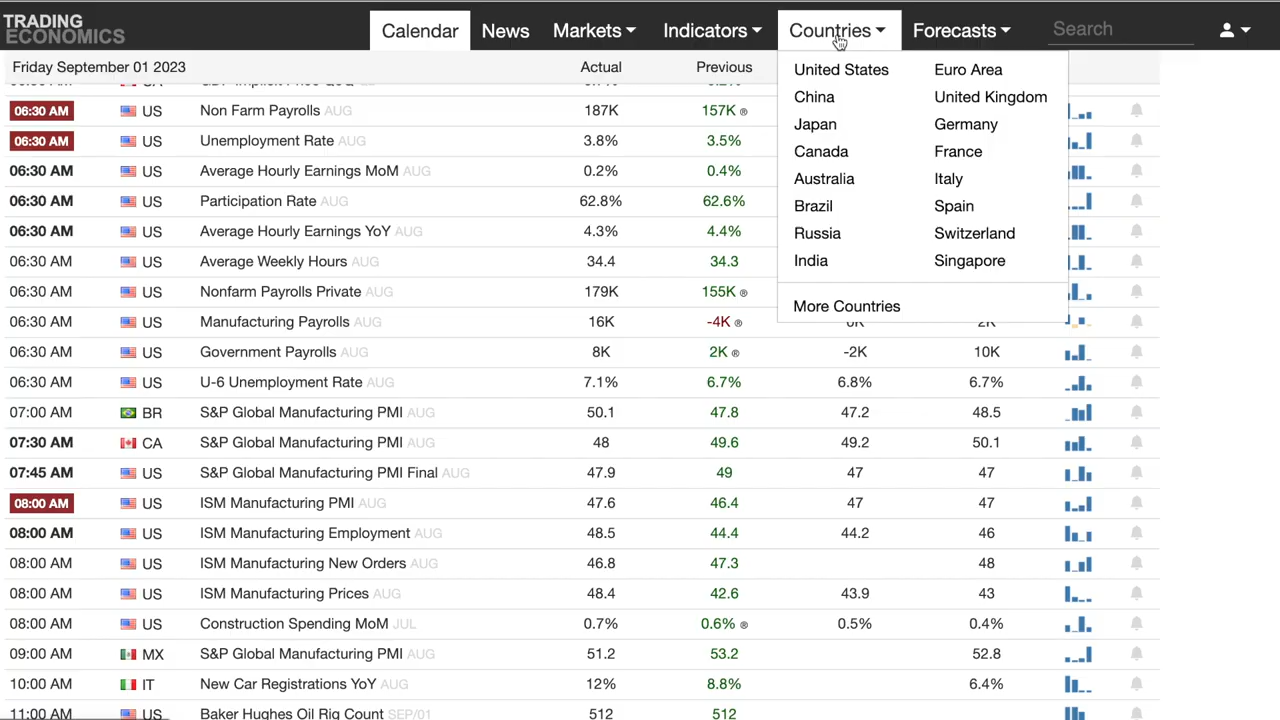 TRADING
ECONOMICS
Calendar News Markets Indicators Countries Forecasts Search
Friday September 01 2023 Actual Previous
United States Euro Area
China United Kingdom
Japan Germany
Canada France
Australia Italy
Brazil Spain
Russia Switzerland
India Singapore
More Countries
06:30 AM US Non Farm Payrolls AUG 187K 157K ®
06:30 AM US Unemployment Rate AUG 3.8% 3.5%
06:30 AM US Average Hourly Earnings MoM AUG 0.2% 0.4%
06:30 AM US Participation Rate AUG 62.8% 62.6%
06:30 AM US Average Hourly Earnings YoY AUG 4.3% 4.4%
06:30 AM US Average Weekly Hours AUG 34.4 34.3
06:30 AM US Nonfarm Payrolls Private AUG 179K 155K ®
06:30 AM US Manufacturing Payrolls AUG 16K -4K ®
06:30 AM US Government Payrolls AUG 8K 2K ® -2K 10K
06:30 AM US U-6 Unemployment Rate AUG 7.1% 6.7% 6.8% 6.7%
07:00 AM BR S&P Global Manufacturing PMI AUG 50.1 47.8 47.2 48.5
07:30 AM CA S&P Global Manufacturing PMI AUG 48 49.6 49.2 50.1
07:45 AM US S&P Global Manufacturing PMI Final AUG 47.9 49 47 47
08:00 AM US ISM Manufacturing PMI AUG 47.6 46.4 47 47
08:00 AM US ISM Manufacturing Employment AUG 48.5 44.4 44.2 46
08:00 AM US ISM Manufacturing New Orders AUG 46.8 47.3 48
08:00 AM US ISM Manufacturing Prices AUG 48.4 42.6 43.9 43
08:00 AM US Construction Spending MoM JUL 0.7% 0.6% ® 0.5% 0.4%
09:00 AM MX S&P Global Manufacturing PMI AUG 51.2 53.2 52.8
10:00 AM IT New Car Registrations YoY AUG 12% 8.8% 6.4%
11:00 AM US Baker Hughes Oil Rig Count SEP/01 512 512